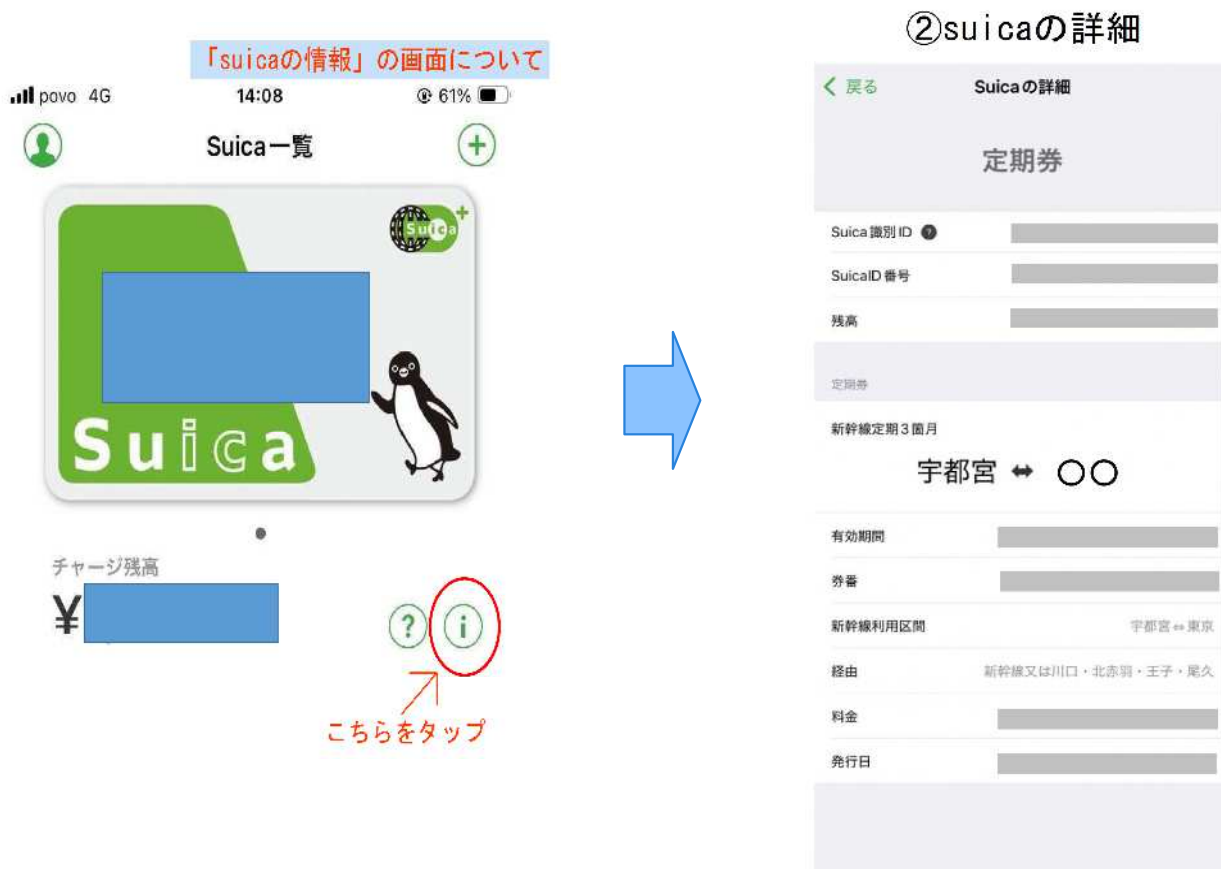 「suicaの情報」の画面について
povo 4G 14:08 61%
Suica一覧
Suica
Suica
チャージ残高
¥
? i
こちらをタップ
②suicaの詳細
戻る Suicaの詳細
定期券
Suica識別ID ?
SuicaID番号
残高
定期券
新幹線定期3箇月
宇都宮 ⬌ 〇〇
有効期間
券番
新幹線利用区間 宇都宮⇔東京
経由 新幹線又は川口・北赤羽・王子・尾久
料金
発行日